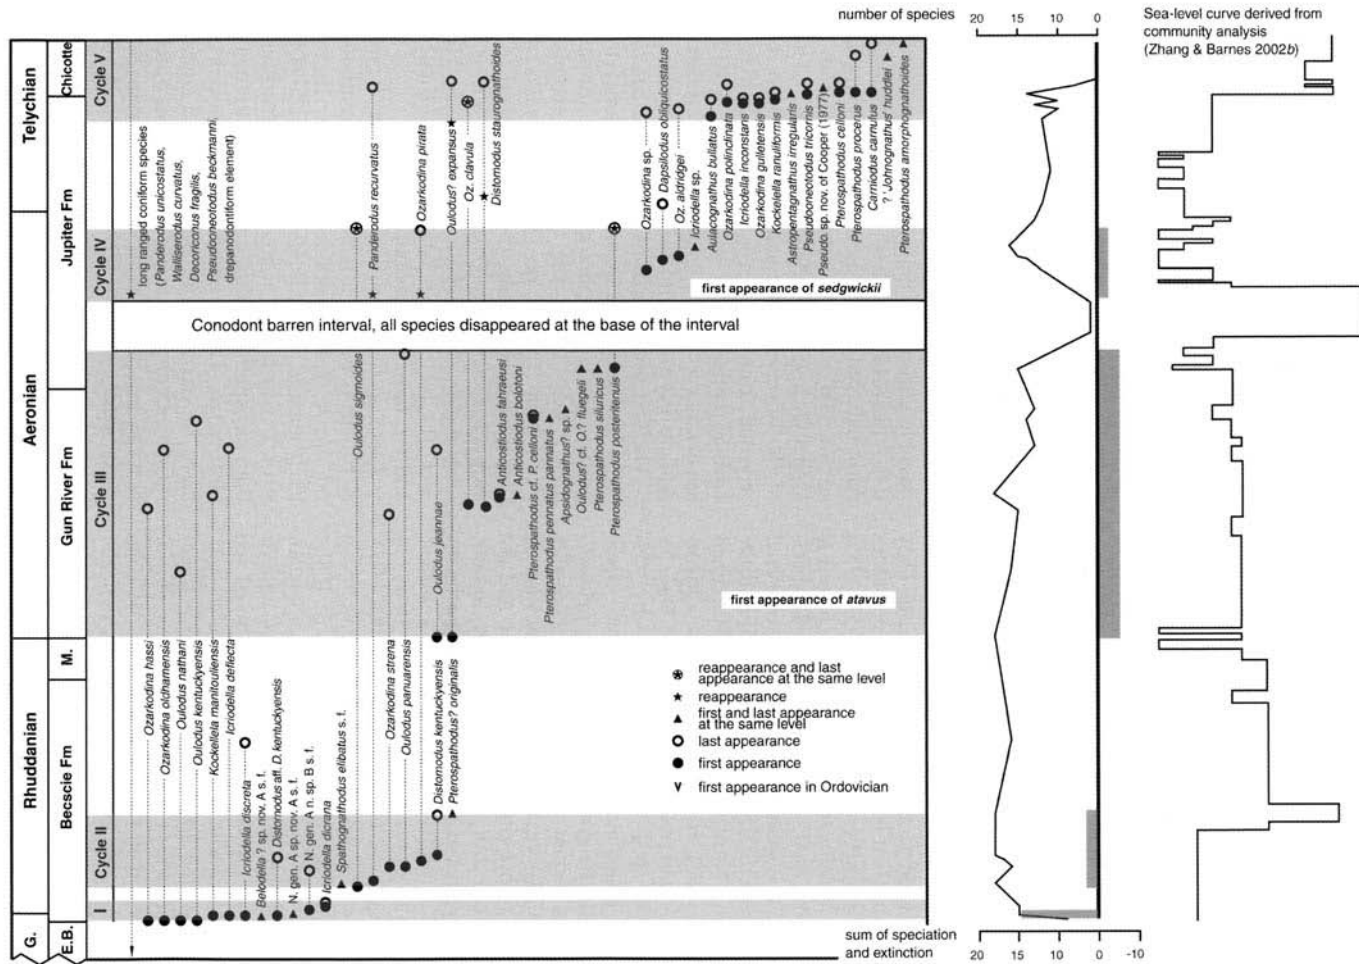 number of species
20 15 10 5 0
Sea-level curve derived from
community analysis
(Zhang & Barnes 2002b)
Telychian
Aeronian
Rhuddanian
G.
Chicotte
Jupiter Fm
Gun River Fm
M.
Becscie Fm
E.B.
Cycle V
Cycle IV
Cycle III
Cycle II
I
long ranged coniform species
(Panderodus unicostatus,
Walliserodus curvatus,
Decoriconus fragilis,
Pseudooneotodus beckmanni,
drepanodontiform element)
Panderodus recurvatus
Ozarkodina pirata
Oulodus? expansus
Oz. clavula
Distomodus staurognathoides
Ozarkodina sp.
Dapsilodus obliquicostatus
Oz. aldridgei
Icriodella sp.
Aulacognathus bullatus
Ozarkodina polinclinata
Icriodella inconstans
Ozarkodina gulletensis
Kockelella ranuliformis
Astropentagnathus irregularis
Pseudooneotodus tricornis
Pseudo. sp. nov. of Cooper (1977)
Pterospathodus celloni
Pterospathodus procerus
Carniodus carnulus
? 'Johnognathus' huddlei
Pterospathodus amorphognathoides
first appearance of sedgwickii
Conodont barren interval, all species disappeared at the base of the interval
Oulodus sigmoides
Oulodus jeannae
Anticostiodus fahraeusi
Anticostiodus boltoni
Pterospathodus cf. P. celloni
Pterospathodus pennatus pannatus
Apsidognathus? sp.
Oulodus? cf. O.? fluegeli
Pterospathodus siluricus
Pterospathodus posteritenuis
first appearance of atavus
Ozarkodina hassi
Ozarkodina oldhamensis
Oulodus nathani
Oulodus kentuckyensis
Kockelella manitouliensis
Icriodella deflecta
Icriodella discreta
Belodella ? sp. nov. A s. f.
Distomodus aff. D. kentuckyensis
N. gen. A sp. nov. A s. f.
N. gen. A n. sp. B s. f.
Icriodella dicrana
Spathognathodus elibatus s. f.
Ozarkodina strena
Oulodus panuarensis
Distomodus kentuckyensis
Pterospathodus? originalis
reappearance and last
appearance at the same level
reappearance
first and last appearance
at the same level
last appearance
first appearance
V first appearance in Ordovician
sum of speciation
and extinction
20 15 10 5 0 -10